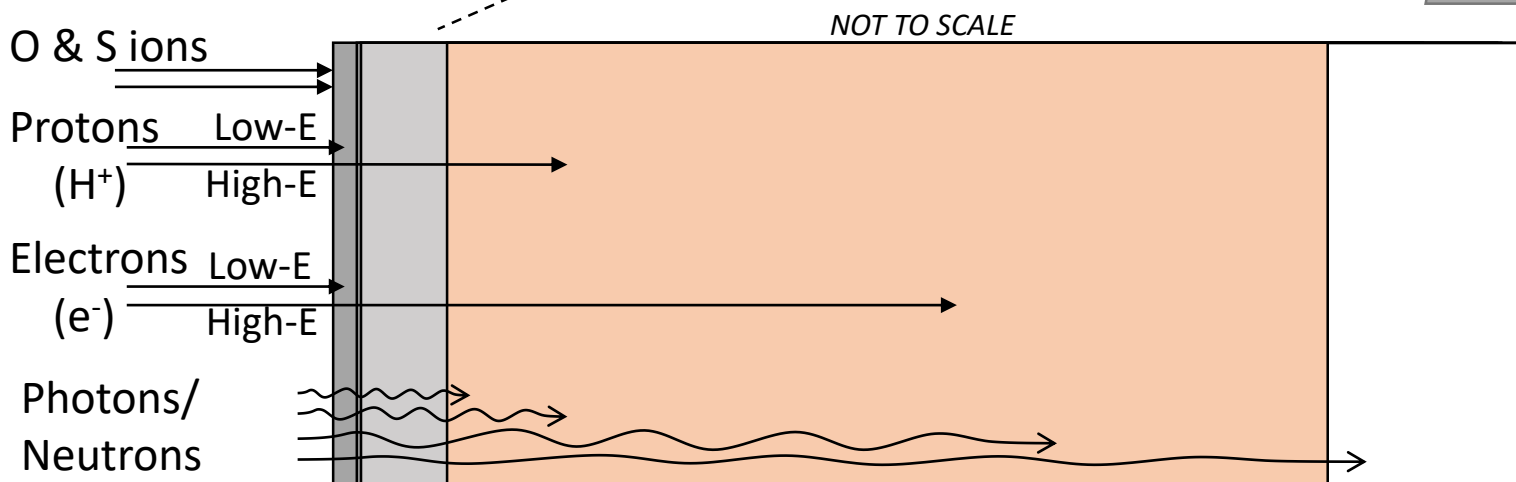 NOT TO SCALE
O & S ions
Protons Low-E
(H⁺) High-E
Electrons Low-E
(e⁻) High-E
Photons/
Neutrons